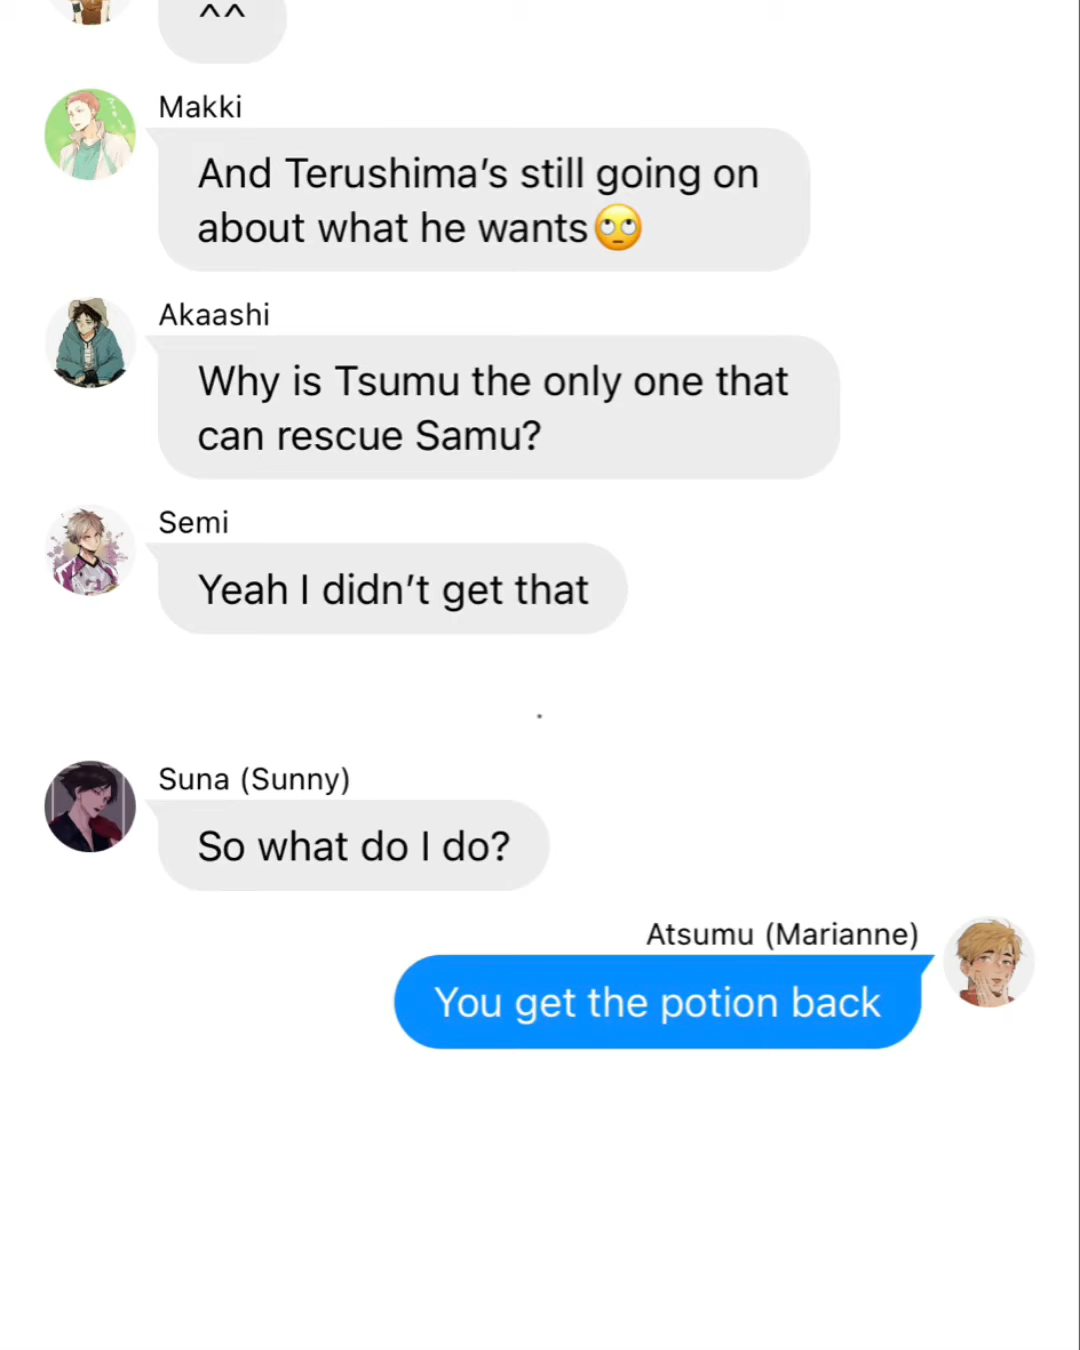 ^^
Makki
And Terushima's still going on
about what he wants🙄
Akaashi
Why is Tsumu the only one that
can rescue Samu?
Semi
Yeah I didn't get that
.
Suna (Sunny)
So what do I do?
Atsumu (Marianne)
You get the potion back